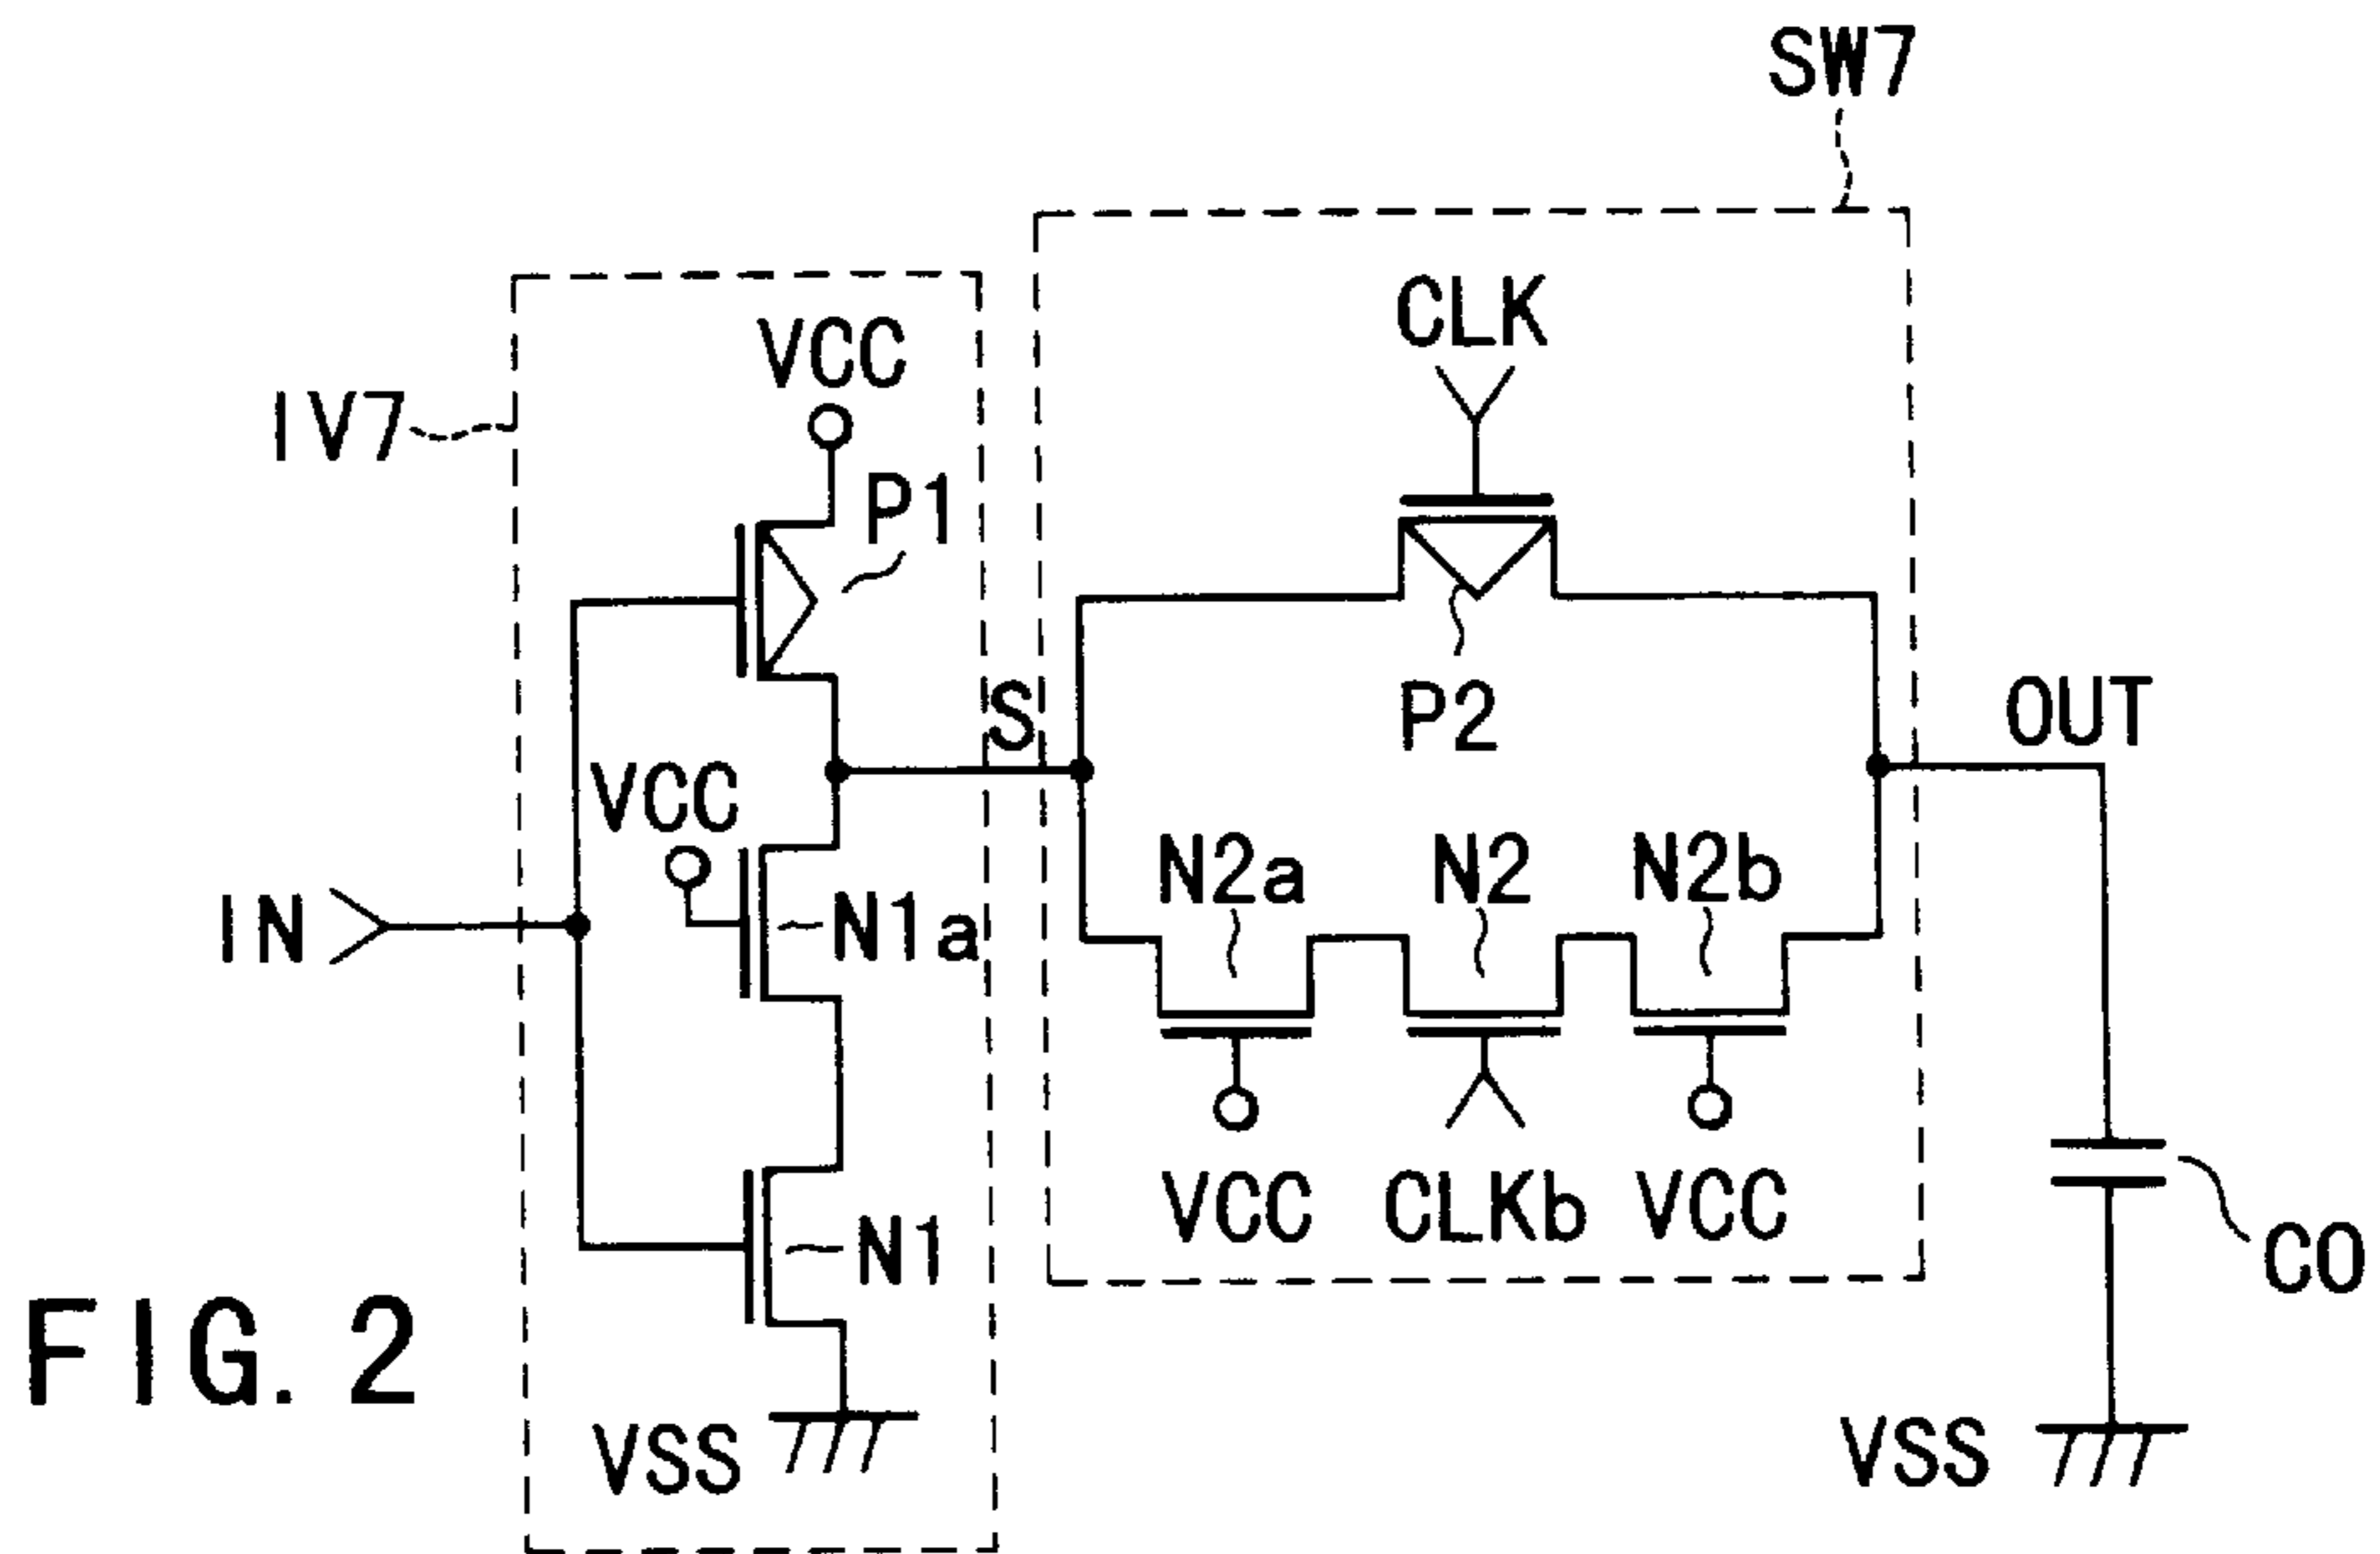 SW7
CLK
VCC
IV7
P1
S
P2
OUT
VCC
N2a
N2
N2b
IN
N1a
VCC
CLKb
VCC
N1
C0
FIG. 2
VSS
VSS